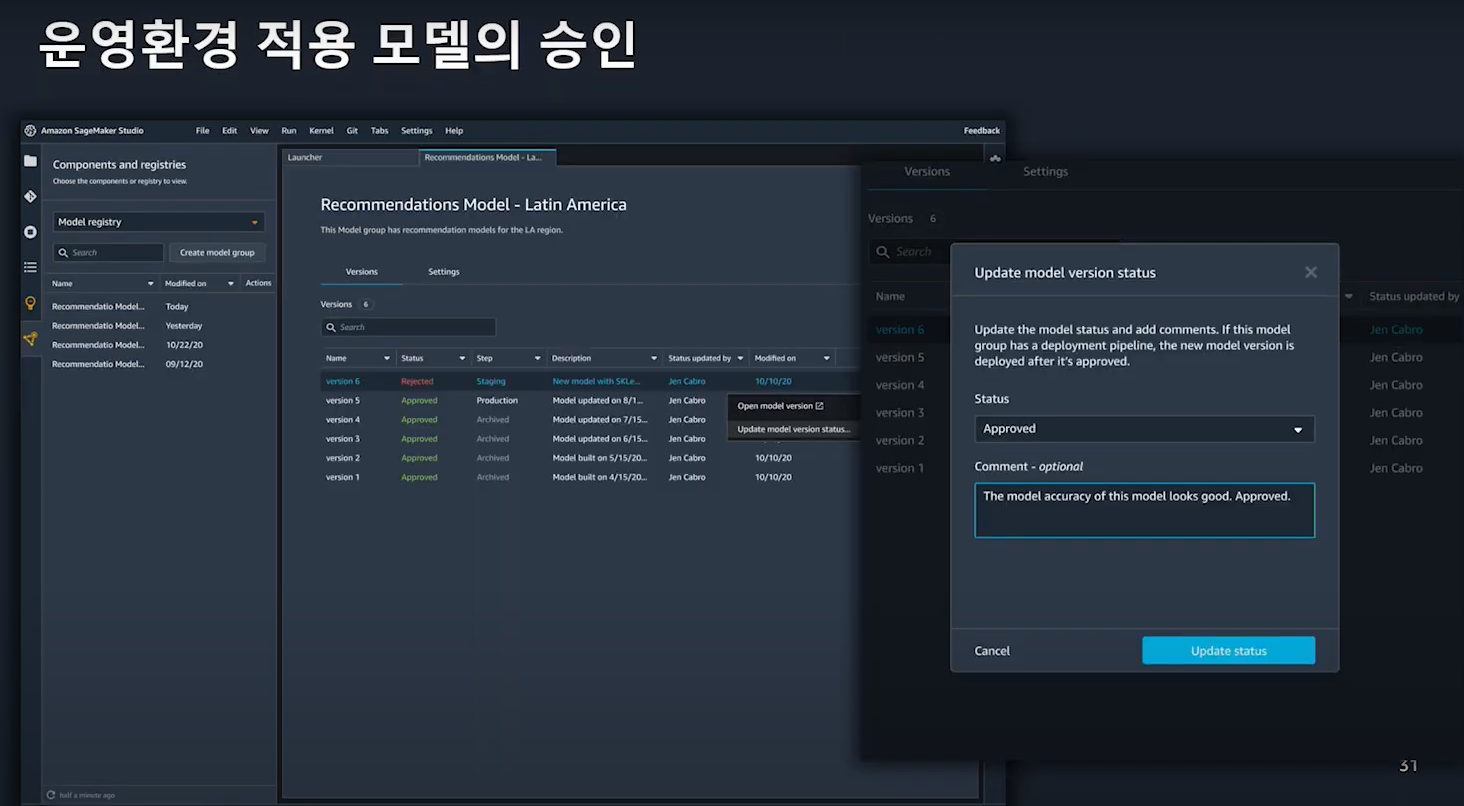 운영환경 적용 모델의 승인
Amazon SageMaker Studio File Edit View Run Kernel Git Tabs Settings Help Feedback
Components and registries
Choose the components or registry to view.
Model registry
Search Create model group
Name Modified on Actions
Recommendatio Model... Today
Recommendatio Model... Yesterday
Recommendatio Model... 10/22/20
Recommendatio Model... 09/12/20
half a minute ago
Launcher Recommendations Model - La...
Recommendations Model - Latin America
This Model group has recommendation models for the LA region.
Versions Settings
Versions 6
Search
Name Status Step Description Status updated by Modified on
version 6 Rejected Staging New model with SKLe... Jen Cabro 10/10/20
version 5 Approved Production Model updated on 8/1... Jen Cabro
version 4 Approved Archived Model updated on 7/15... Jen Cabro
version 3 Approved Archived Model updated on 6/15... Jen Cabro
version 2 Approved Archived Model built on 5/15/20... Jen Cabro 10/10/20
version 1 Approved Archived Model built on 4/15/20... Jen Cabro 10/10/20
Open model version
Update model version status...
Versions Settings
Versions 6
Search
Name Status updated by
version 6 Jen Cabro
version 5 Jen Cabro
version 4 Jen Cabro
version 3 Jen Cabro
version 2 Jen Cabro
version 1 Jen Cabro
Update model version status
Update the model status and add comments. If this model
group has a deployment pipeline, the new model version is
deployed after it's approved.
Status
Approved
Comment - optional
The model accuracy of this model looks good. Approved.
Cancel Update status
31